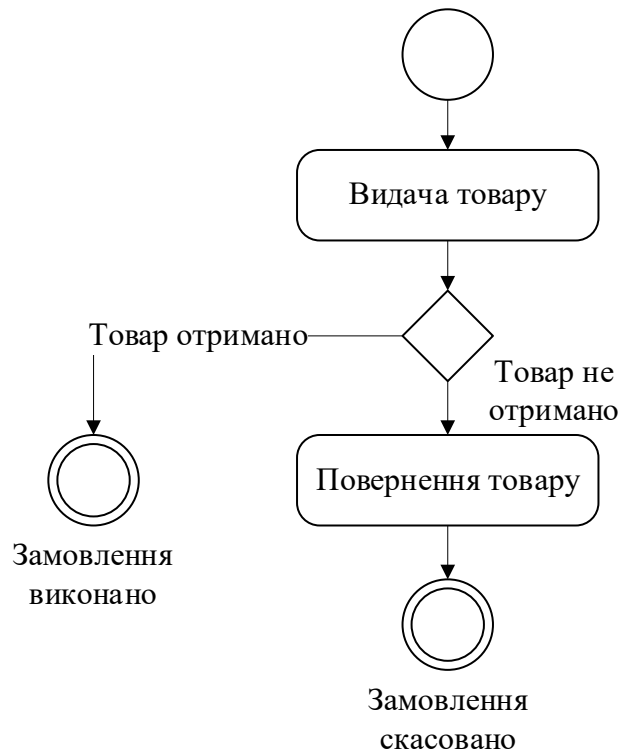 Видача товару
Товар отримано
Товар не
отримано
Повернення товару
Замовлення
виконано
Замовлення
скасовано